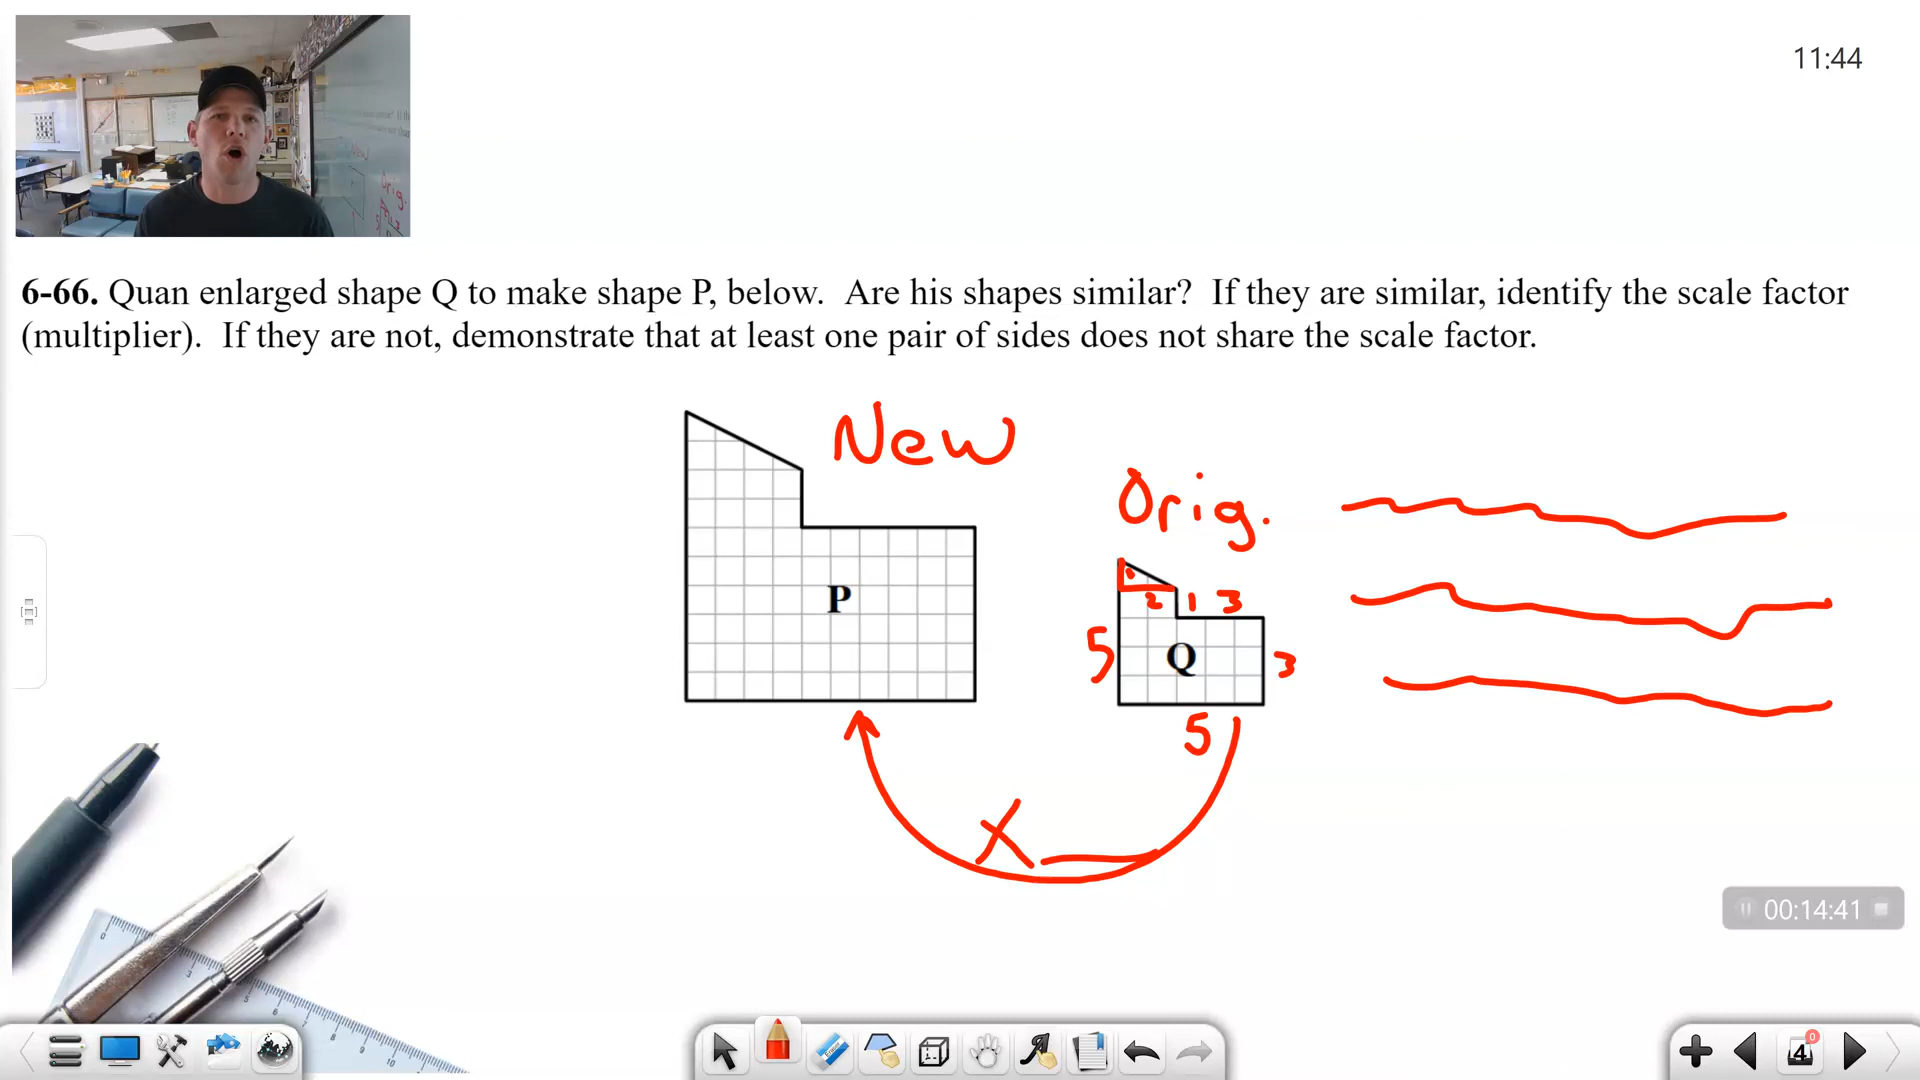 11:44
6-66. Quan enlarged shape Q to make shape P, below. Are his shapes similar? If they are similar, identify the scale factor
(multiplier). If they are not, demonstrate that at least one pair of sides does not share the scale factor.
New
Orig.
P
1
2 1 3
5 Q 3
5
X
00:14:41
4
0